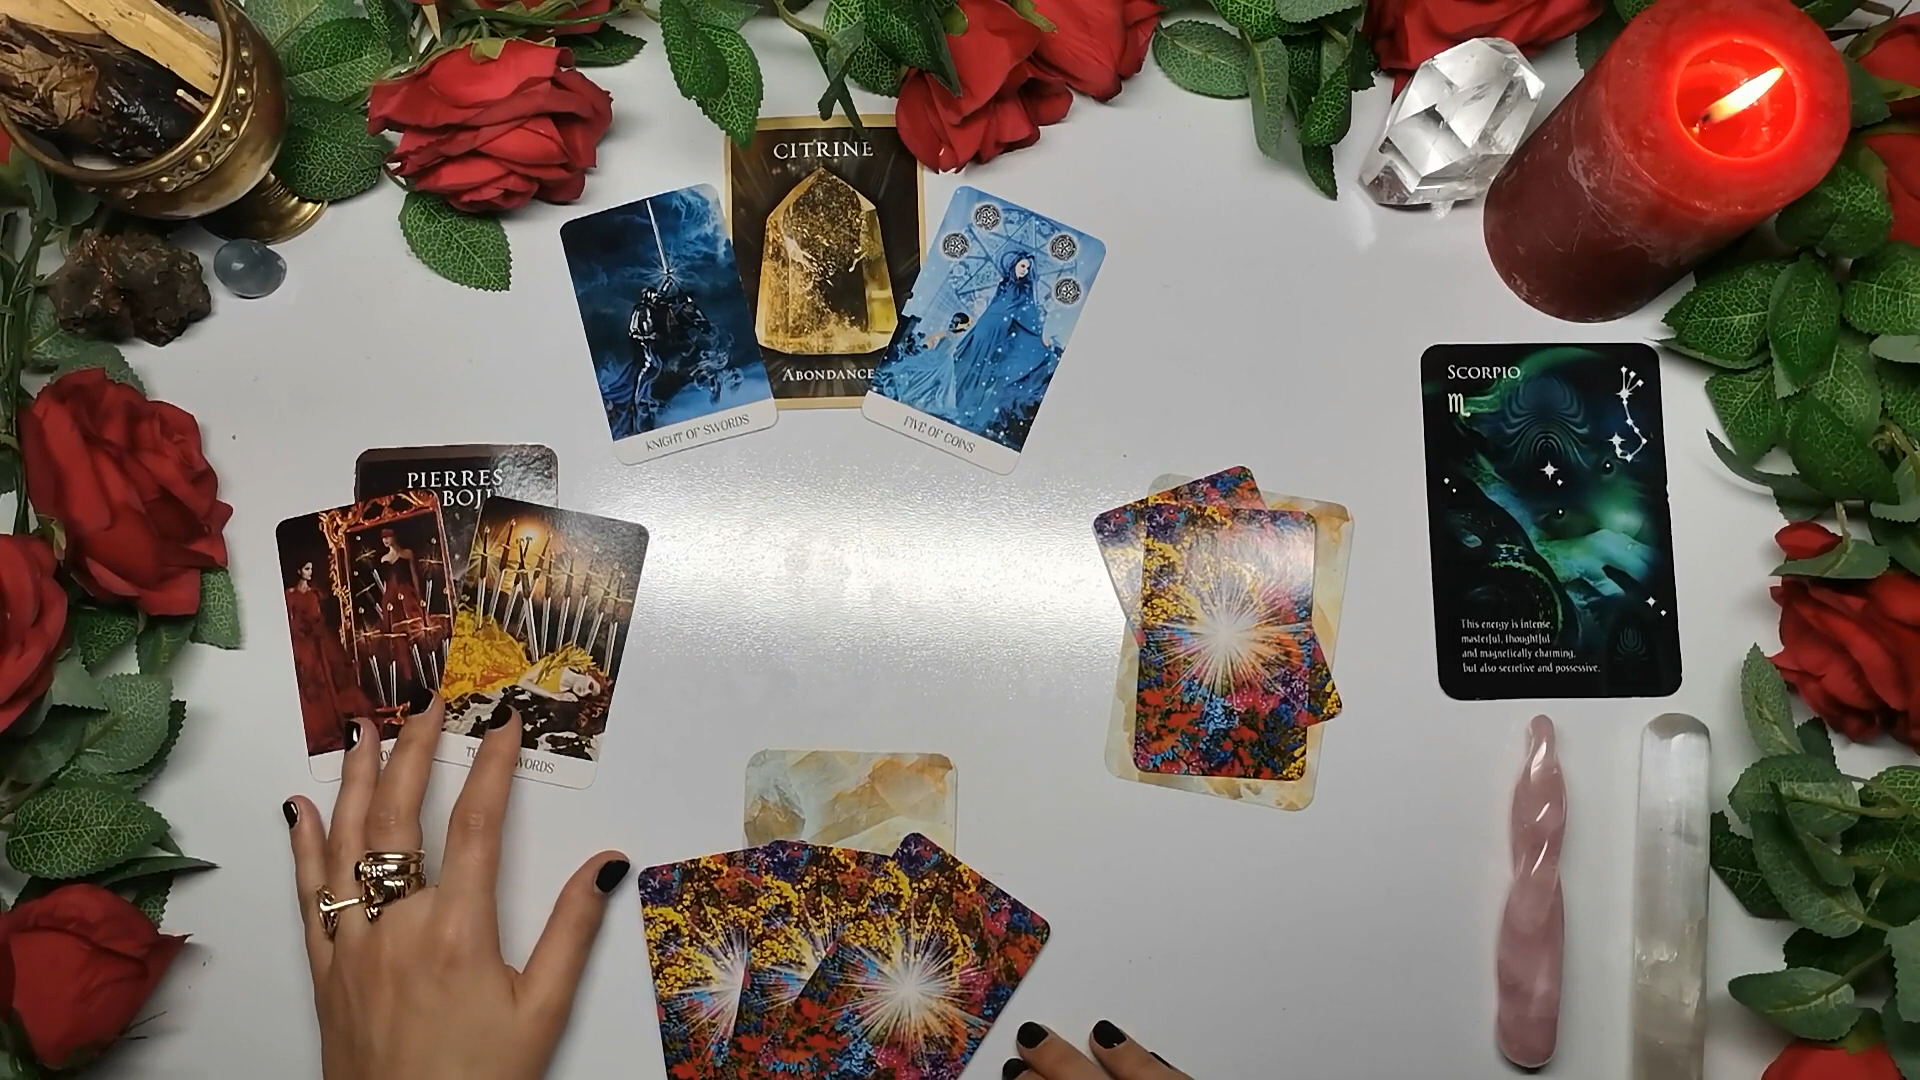 CITRINE
ABONDANCE
KNIGHT OF SWORDS
FIVE OF COINS
SCORPIO
♏
This energy is intense,
masterful, thoughtful
and magnetically charming,
but also secretive and possessive.
PIERRES
BOJI